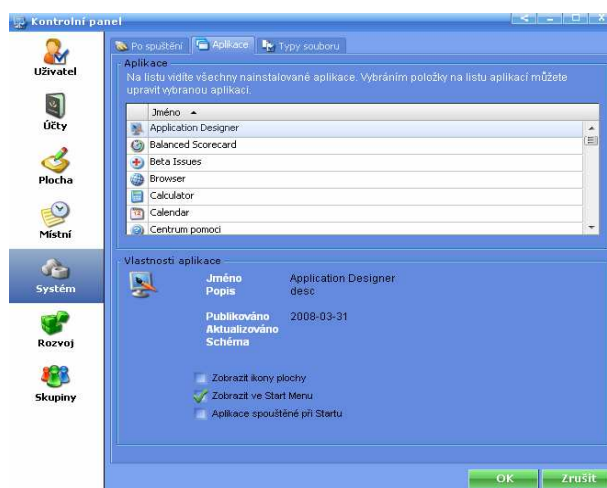 Kontrolní panel
Po spuštění Aplikace Typy souboru
Uživatel
Účty
Plocha
Místní
Systém
Rozvoj
Skupiny
Aplikace
Na listu vidíte všechny nainstalované aplikace. Vybráním položky na listu aplikací můžete
upravit vybranou aplikaci.
Jméno
Application Designer
Balanced Scorecard
Beta Issues
Browser
Calculator
Calendar
Centrum pomoci
Vlastnosti aplikace
Jméno Application Designer
Popis desc
Publikováno 2008-03-31
Aktualizováno
Schéma
Zobrazit ikony plochy
Zobrazit ve Start Menu
Aplikace spouštěné při Startu
OK Zrušit